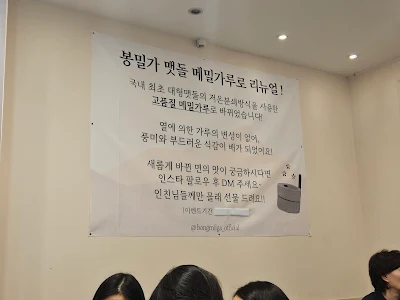 봉밀가 맷돌 메밀가루로 리뉴얼!
국내 최초 대형맷돌의 저온분쇄방식을 사용한
고품질 메밀가루로 바뀌었습니다!
열에 의한 가루의 변성이 없어,
풍미와 부드러운 식감이 배가 되었어요!
새롭게 바뀐 면의 맛이 궁금하시다면
인스타 팔로우 후 DM 주세요~
인친님들께만 몰래 선물 드려요!!
@bongmilga_official